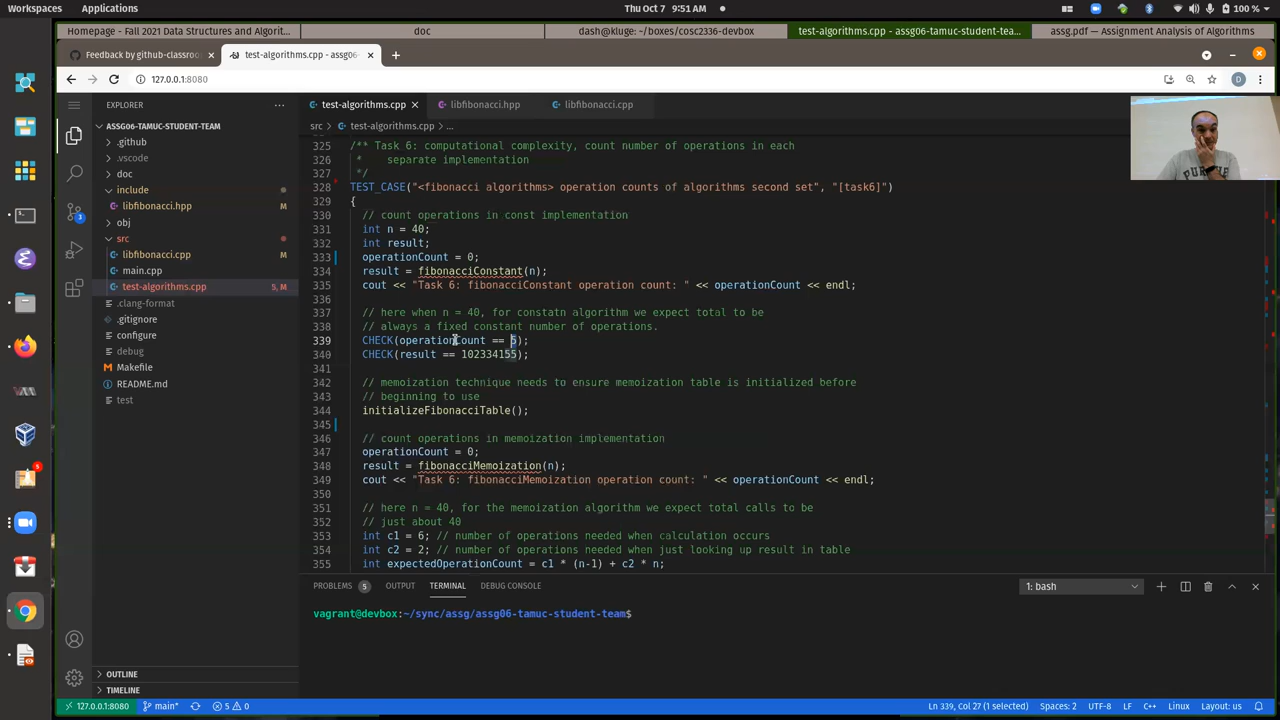 Workspaces
Applications
Thu Oct 7 9:51 AM
100 %
Homepage - Fall 2021 Data Structures and Algorit...
doc
dash@kluge: ~/boxes/cosc2336-devbox
test-algorithms.cpp - assg06-tamuc-student-tea...
assg.pdf — Assignment Analysis of Algorithms
Feedback by github-classroo
test-algorithms.cpp - assg06-
127.0.0.1:8080
D
EXPLORER
test-algorithms.cpp
libfibonacci.hpp
libfibonacci.cpp
ASSG06-TAMUC-STUDENT-TEAM
src > test-algorithms.cpp > ...
.github
.vscode
doc
include
libfibonacci.hpp M
obj
src
libfibonacci.cpp M
main.cpp
test-algorithms.cpp 5, M
.clang-format
.gitignore
configure
debug
Makefile
README.md
test
OUTLINE
TIMELINE
3
5
325 /** Task 6: computational complexity, count number of operations in each
326 * separate implementation
327 */
328 TEST_CASE("<fibonacci algorithms> operation counts of algorithms second set", "[task6]")
329 {
330 // count operations in const implementation
331 int n = 40;
332 int result;
333 operationCount = 0;
334 result = fibonacciConstant(n);
335 cout << "Task 6: fibonacciConstant operation count: " << operationCount << endl;
336
337 // here when n = 40, for constatn algorithm we expect total to be
338 // always a fixed constant number of operations.
339 CHECK(operationCount == 5);
340 CHECK(result == 102334155);
341
342 // memoization technique needs to ensure memoization table is initialized before
343 // beginning to use
344 initializeFibonacciTable();
345
346 // count operations in memoization implementation
347 operationCount = 0;
348 result = fibonacciMemoization(n);
349 cout << "Task 6: fibonacciMemoization operation count: " << operationCount << endl;
350
351 // here n = 40, for the memoization algorithm we expect total calls to be
352 // just about 40
353 int c1 = 6; // number of operations needed when calculation occurs
354 int c2 = 2; // number of operations needed when just looking up result in table
355 int expectedOperationCount = c1 * (n-1) + c2 * n;
PROBLEMS 5 OUTPUT TERMINAL DEBUG CONSOLE
1: bash
vagrant@devbox:~/sync/assg/assg06-tamuc-student-team$
127.0.0.1:8080
main*
5 0
Ln 339, Col 27 (1 selected)
Spaces: 2
UTF-8
LF
C++
Linux
Layout: us